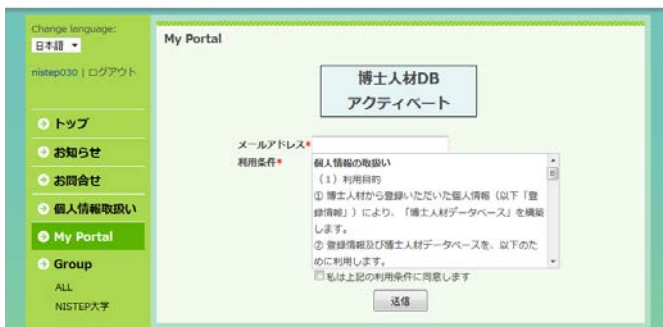 Change language:
日本語
nistep030 | ログアウト
トップ
お知らせ
お問合せ
個人情報取扱い
My Portal
Group
ALL
NISTEP大学
My Portal
博士人材DB
アクティベート
メールアドレス*
利用条件*
個人情報の取扱い
（1）利用目的
① 博士人材から登録いただいた個人情報（以下「登
録情報」）により、「博士人材データベース」を構築
します。
② 登録情報及び博士人材データベースを、以下のた
めに利用します。
私は上記の利用条件に同意します
送信